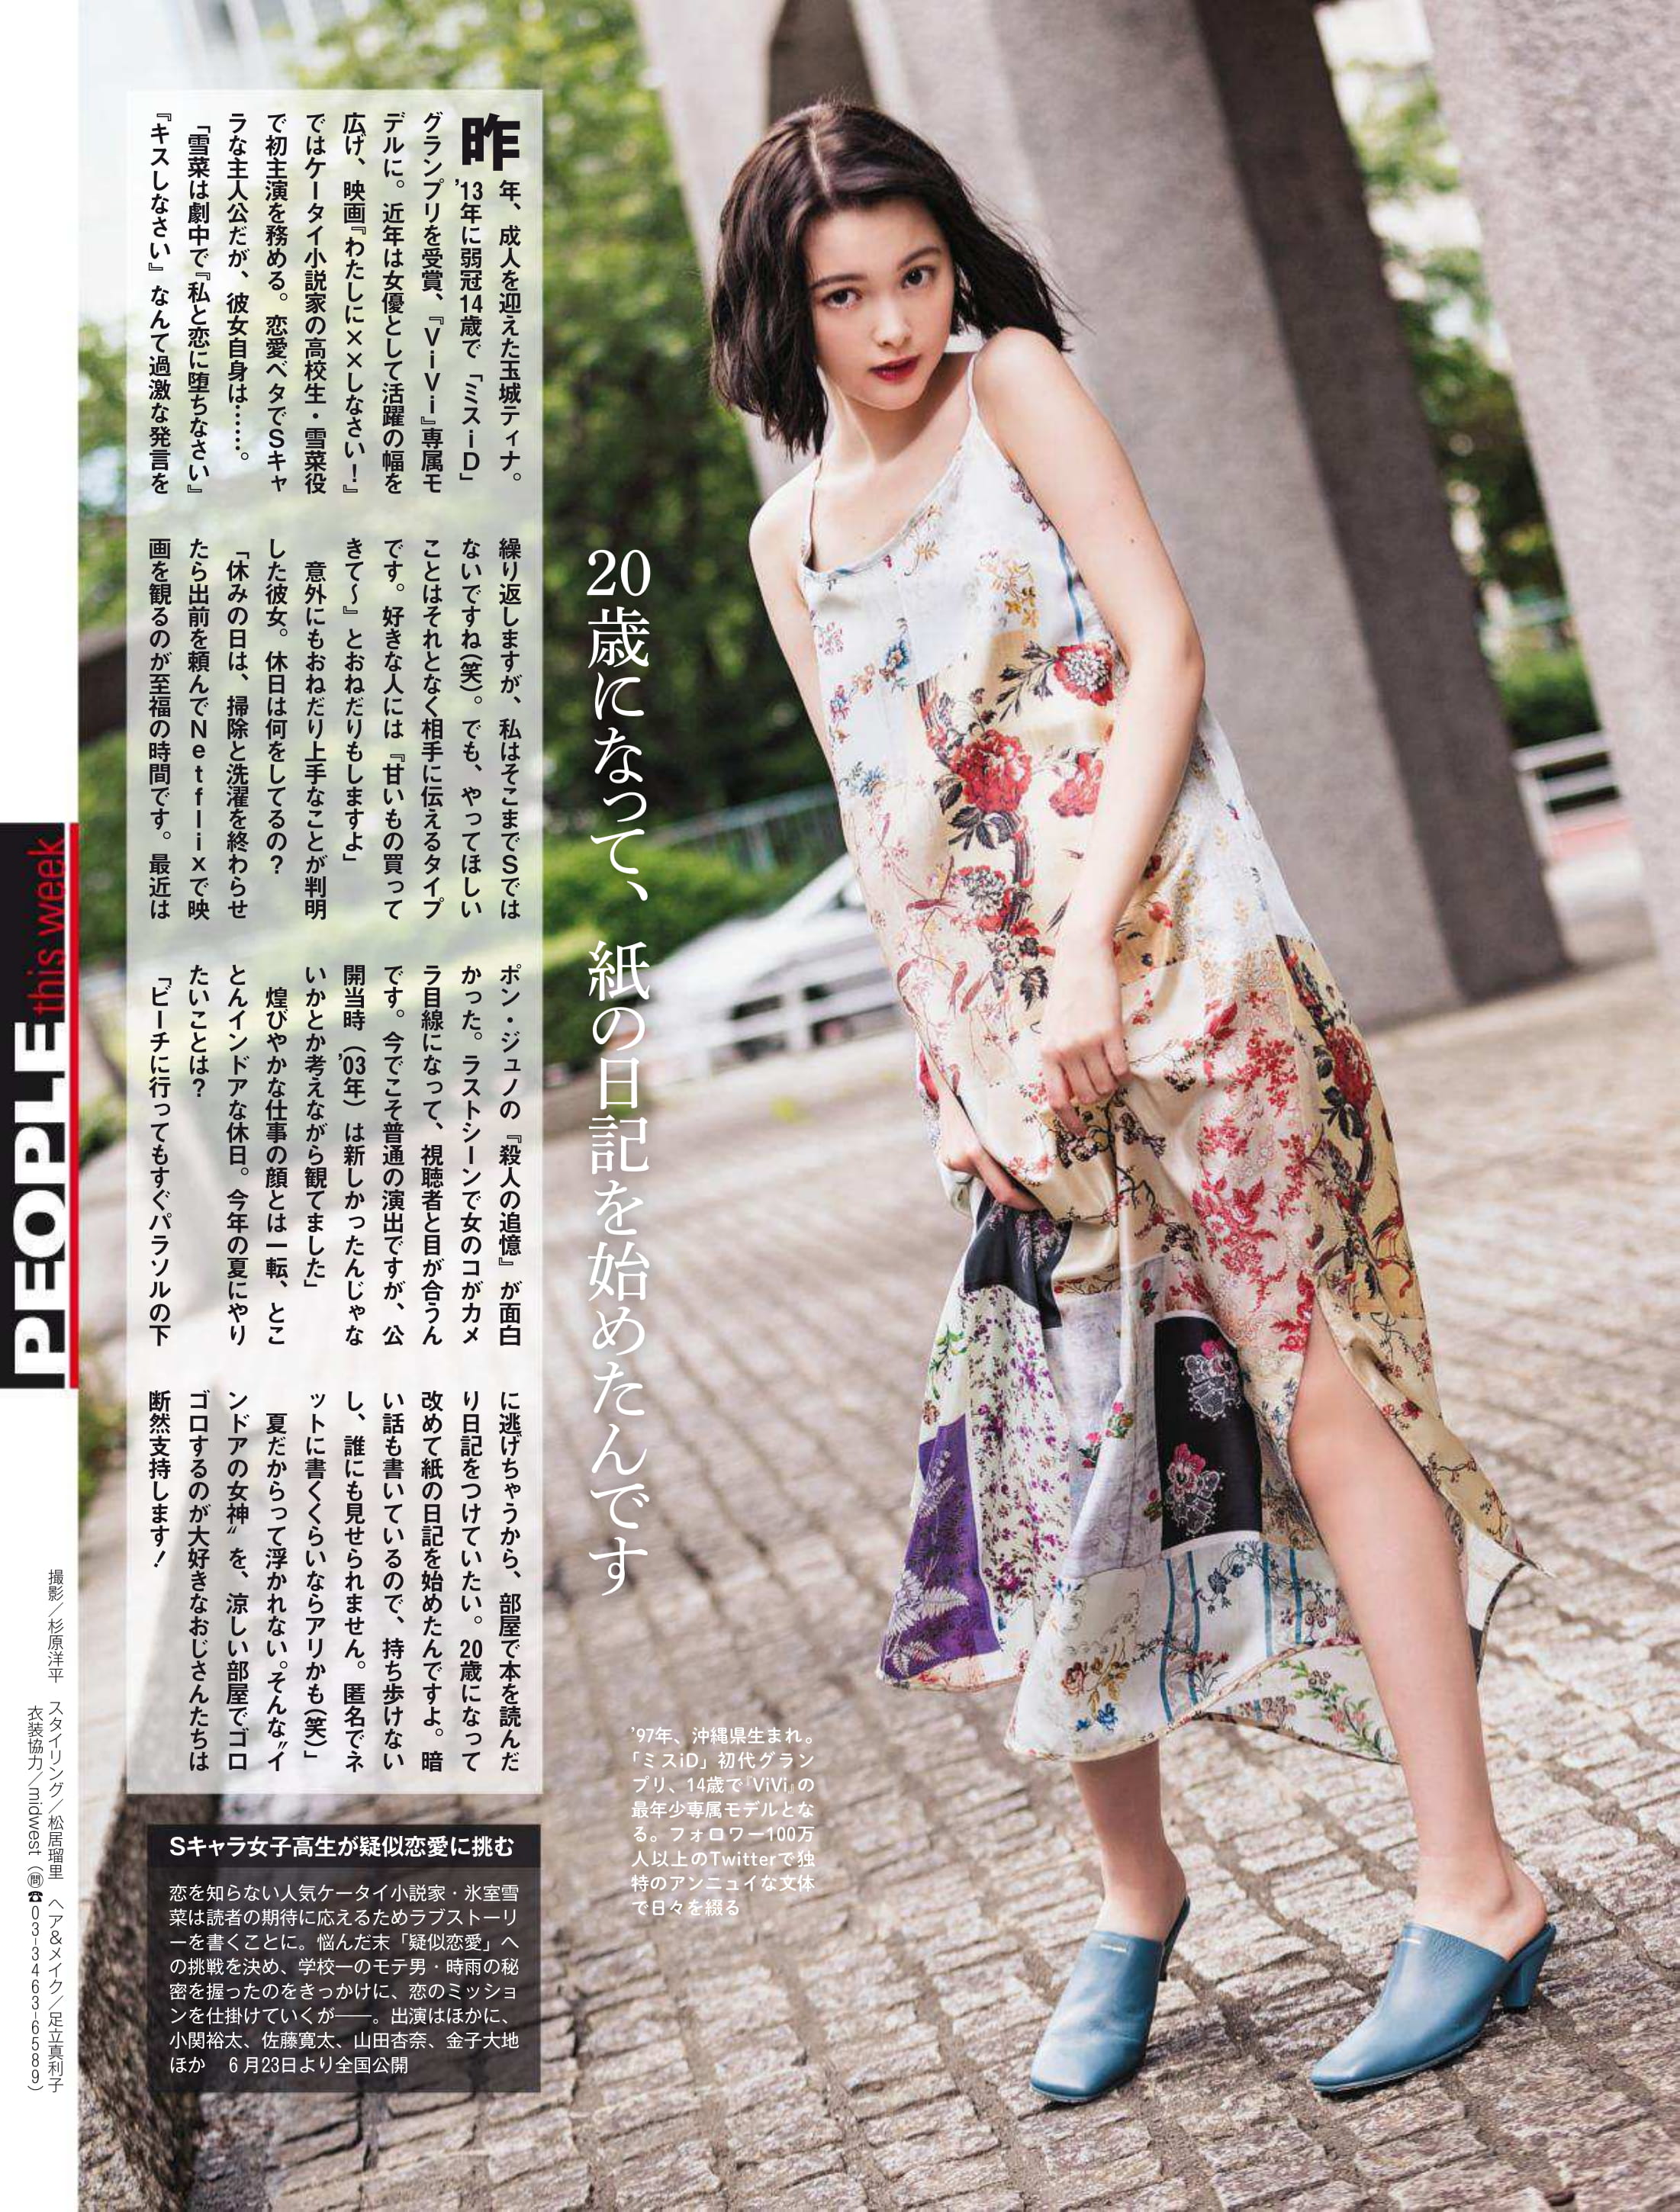 昨年、成人を迎えた玉城ティナ。
'13年に弱冠14歳で「ミスiD」
グランプリを受賞、『ViVi』専属モ
デルに。近年は女優として活躍の幅を
広げ、映画『わたしに××しなさい!』
ではケータイ小説家の高校生・雪菜役
で初主演を務める。恋愛ベタでSキャ
ラな主人公だが、彼女自身は……。
「雪菜は劇中で『私と恋に堕ちなさい』
『キスしなさい』なんて過激な発言を
繰り返しますが、私はそこまでSでは
ないですね(笑)。でも、やってほしい
ことはそれとなく相手に伝えるタイプ
です。好きな人には『甘いもの買って
きて〜』とおねだりもしますよ」
意外にもおねだり上手なことが判明
した彼女。休日は何をしてるの?
「休みの日は、掃除と洗濯を終わらせ
たら出前を頼んでNetflixで映
画を観るのが至福の時間です。最近は
ポン・ジュノの『殺人の追憶』が面白
かった。ラストシーンで女のコがカメ
ラ目線になって、視聴者と目が合うん
です。今でこそ普通の演出ですが、公
開当時('03年)は新しかったんじゃな
いかとか考えながら観てました」
煌びやかな仕事の顔とは一転、とこ
とんインドアな休日。今年の夏にやり
たいことは?
「ビーチに行ってもすぐパラソルの下
に逃げちゃうから、部屋で本を読んだ
り日記をつけていたい。20歳になって
改めて紙の日記を始めたんですよ。暗
い話も書いているので、持ち歩けない
し、誰にも見せられません。匿名でネ
ットに書くくらいならアリかも(笑)」
夏だからって浮かれない。そんな〝イ
ンドアの女神〟を、涼しい部屋でゴロ
ゴロするのが大好きなおじさんたちは
断然支持します!
20歳になって、紙の日記を始めたんです
'97年、沖縄県生まれ。
「ミスiD」初代グラン
プリ、14歳で『ViVi』の
最年少専属モデルとな
る。フォロワー100万
人以上のTwitterで独
特のアンニュイな文体
で日々を綴る
Sキャラ女子高生が疑似恋愛に挑む
恋を知らない人気ケータイ小説家・氷室雪
菜は読者の期待に応えるためラブストーリ
ーを書くことに。悩んだ末「疑似恋愛」へ
の挑戦を決め、学校一のモテ男・時雨の秘
密を握ったのをきっかけに、恋のミッショ
ンを仕掛けていくが――。出演はほかに、
小関裕太、佐藤寛太、山田杏奈、金子大地
ほか 6月23日より全国公開
PEOPLE this week
撮影/杉原洋平 スタイリング/松居瑠里 ヘア&メイク/足立真利子
衣装協力/midwest(㉄☎03-3463-6589)